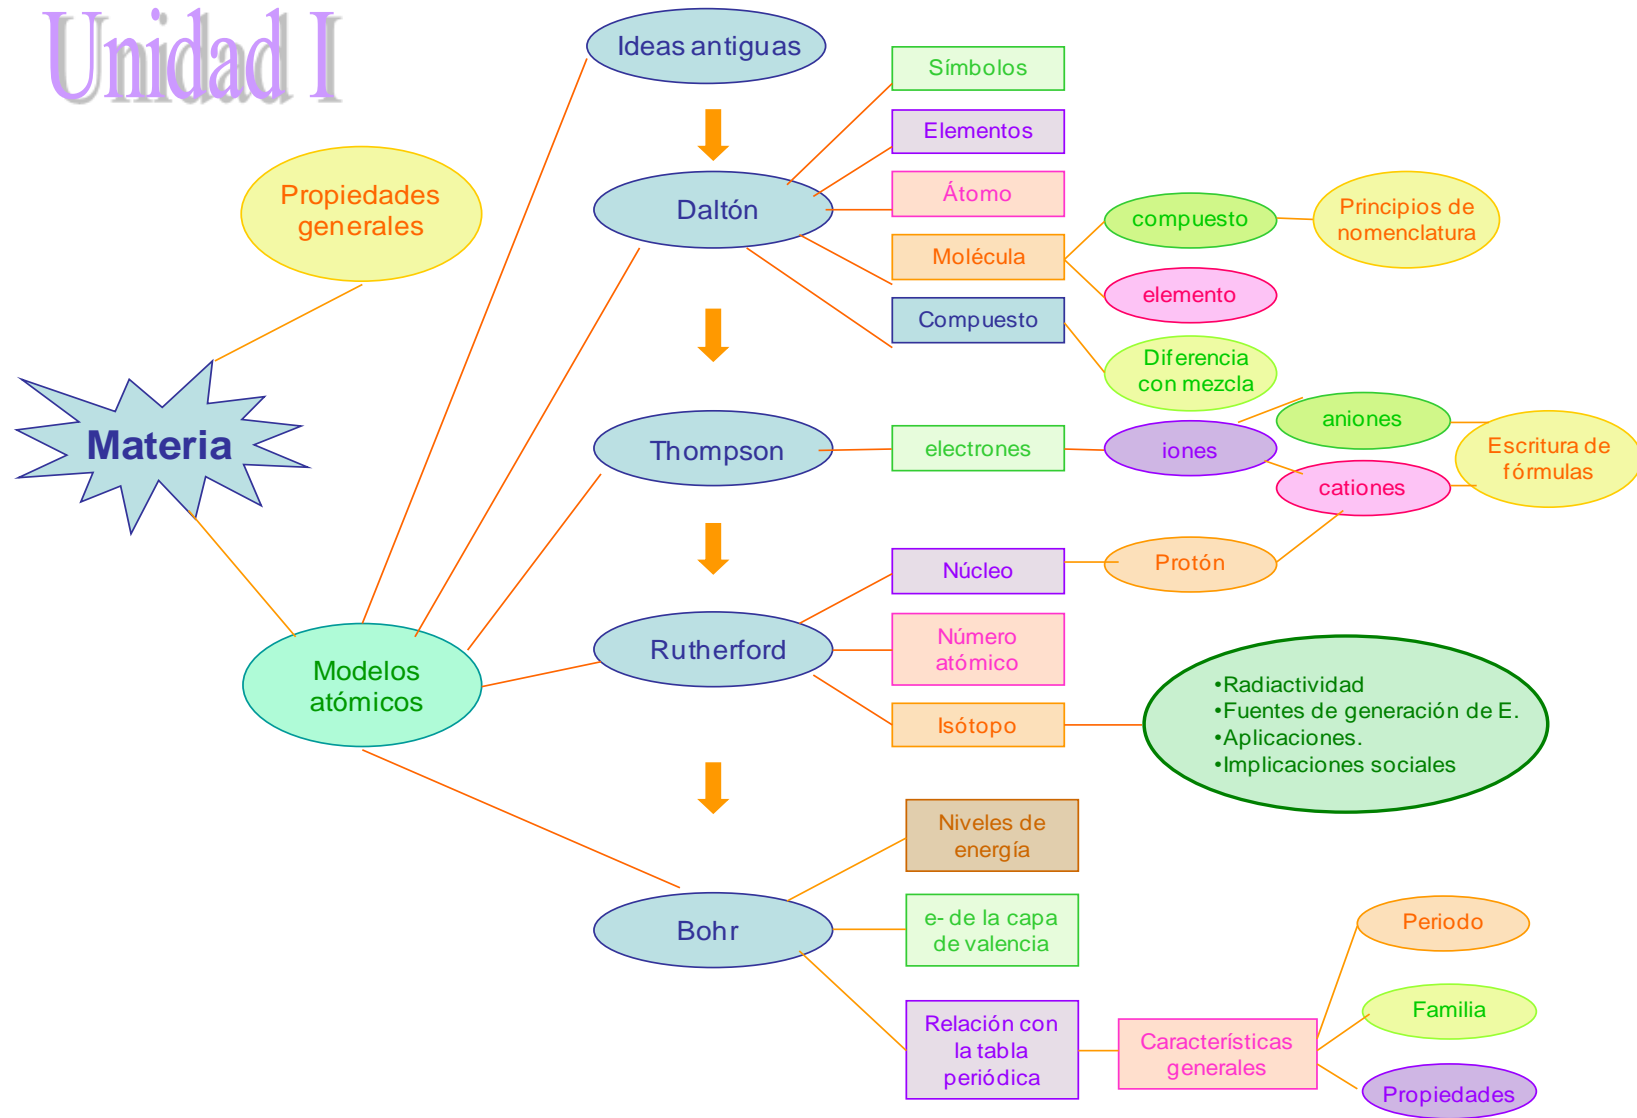 Unidad I
Ideas antiguas
Símbolos
Elementos
Propiedades
generales
Daltón
Átomo
compuesto
Principios de
nomenclatura
Molécula
elemento
Compuesto
Diferencia
con mezcla
Materia
Thompson
electrones
iones
aniones
cationes
Escritura de
fórmulas
Núcleo
Protón
Modelos
atómicos
Rutherford
Número
atómico
Isótopo
•Radiactividad
•Fuentes de generación de E.
•Aplicaciones.
•Implicaciones sociales
Niveles de
energía
Bohr
e- de la capa
de valencia
Periodo
Relación con
la tabla
periódica
Características
generales
Familia
Propiedades